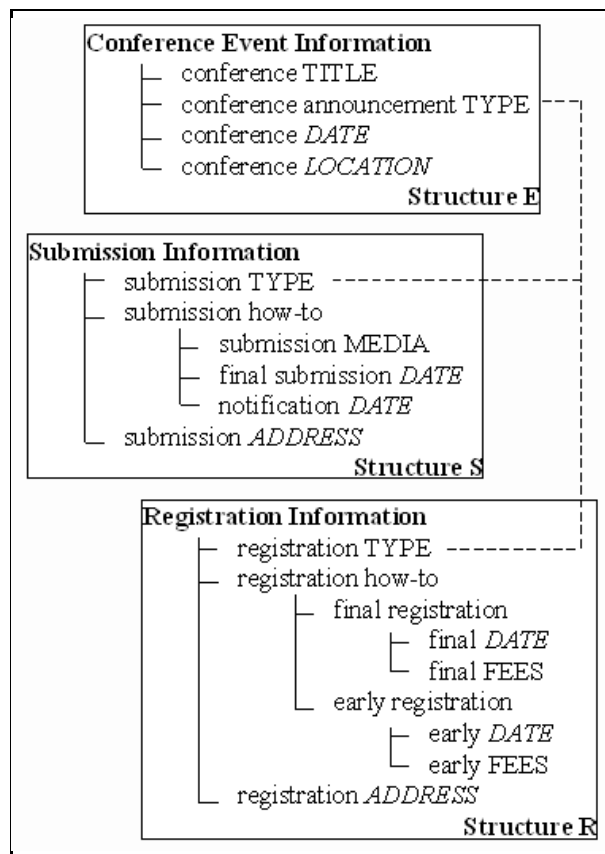 Conference Event Information
conference TITLE
conference announcement TYPE
conference DATE
conference LOCATION
Structure E
Submission Information
submission TYPE
submission how-to
submission MEDIA
final submission DATE
notification DATE
submission ADDRESS
Structure S
Registration Information
registration TYPE
registration how-to
final registration
final DATE
final FEES
early registration
early DATE
early FEES
registration ADDRESS
Structure R